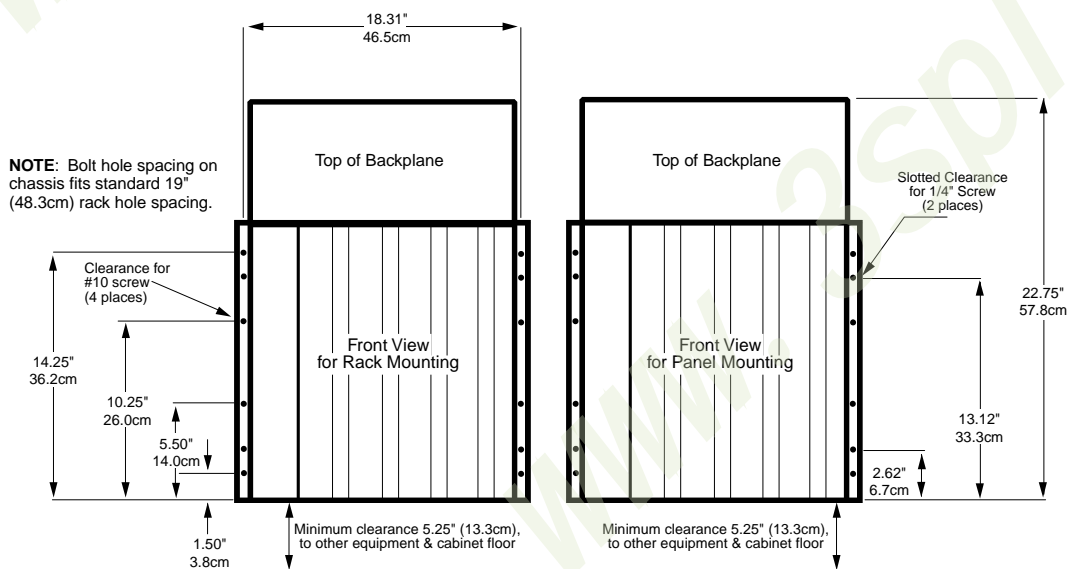 18.31"
46.5cm
NOTE: Bolt hole spacing on
chassis fits standard 19"
(48.3cm) rack hole spacing.
Top of Backplane
Top of Backplane
Slotted Clearance
for 1/4" Screw
(2 places)
Clearance for
#10 screw
(4 places)
22.75"
57.8cm
Front View
for Rack Mounting
Front View
for Panel Mounting
14.25"
36.2cm
10.25"
26.0cm
5.50"
14.0cm
13.12"
33.3cm
2.62"
6.7cm
1.50"
3.8cm
Minimum clearance 5.25" (13.3cm),
to other equipment & cabinet floor
Minimum clearance 5.25" (13.3cm),
to other equipment & cabinet floor
www. 3spl